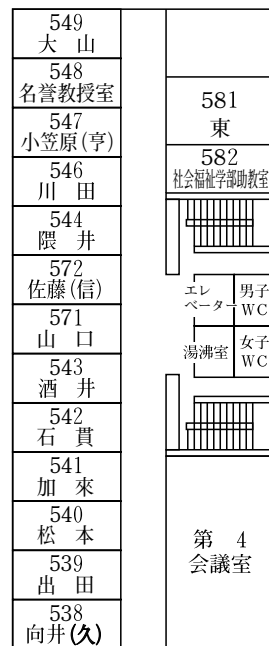 549
大　山
548
名誉教授室
547
小笠原(亨)
546
川　田
544
隈　井
572
佐藤(信)
571
山　口
543
酒　井
542
石　貫
541
加　來
540
松　本
539
出　田
538
向井(久)
581
東
582
社会福祉学部助教室
エレ
ベーター
男子
WC
湯沸室
女子
WC
第　4
会議室